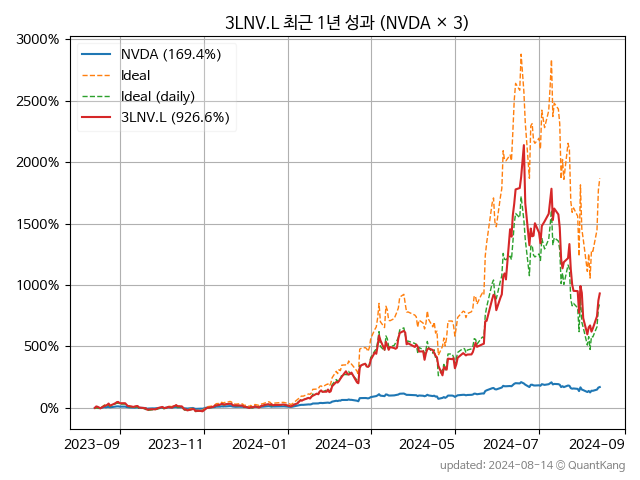 3LNV.L 최근 1년 성과 (NVDA × 3)
NVDA (169.4%)
Ideal
Ideal (daily)
3LNV.L (926.6%)
3000%
2500%
2000%
1500%
1000%
500%
0%
2023-09 2023-11 2024-01 2024-03 2024-05 2024-07 2024-09
updated: 2024-08-14 © QuantKang